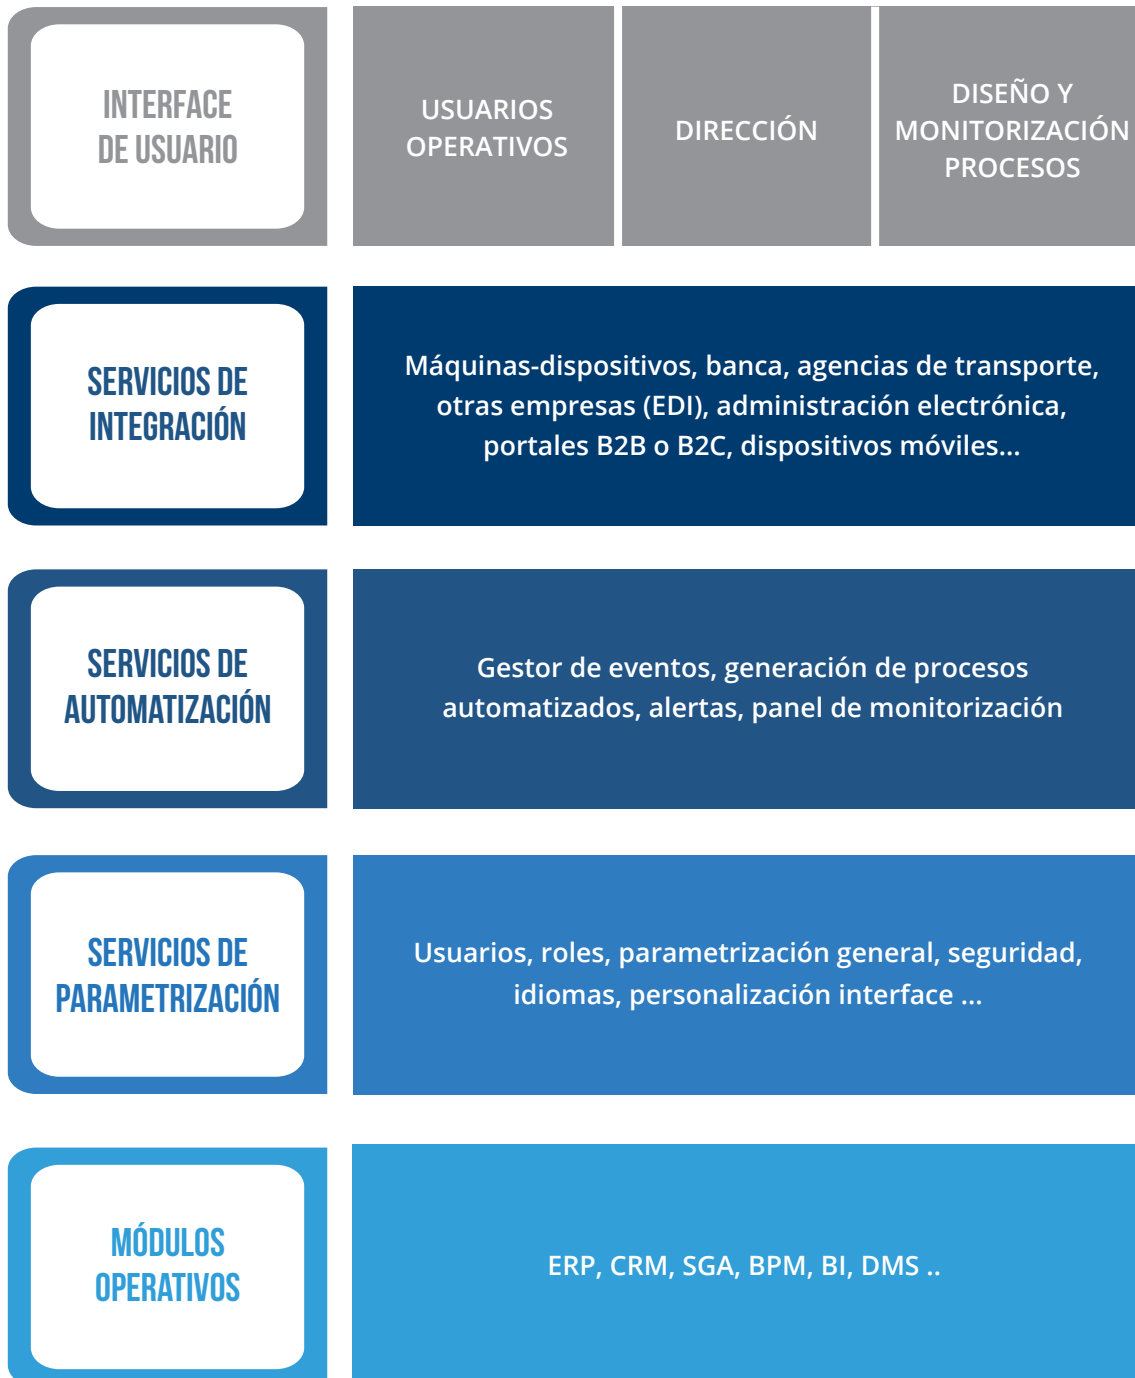 INTERFACE
DE USUARIO
USUARIOS
OPERATIVOS
DIRECCIÓN
DISEÑO Y
MONITORIZACIÓN
PROCESOS
SERVICIOS DE
INTEGRACIÓN
Máquinas-dispositivos, banca, agencias de transporte,
otras empresas (EDI), administración electrónica,
portales B2B o B2C, dispositivos móviles...
SERVICIOS DE
AUTOMATIZACIÓN
Gestor de eventos, generación de procesos
automatizados, alertas, panel de monitorización
SERVICIOS DE
PARAMETRIZACIÓN
Usuarios, roles, parametrización general, seguridad,
idiomas, personalización interface ...
MÓDULOS
OPERATIVOS
ERP, CRM, SGA, BPM, BI, DMS ..